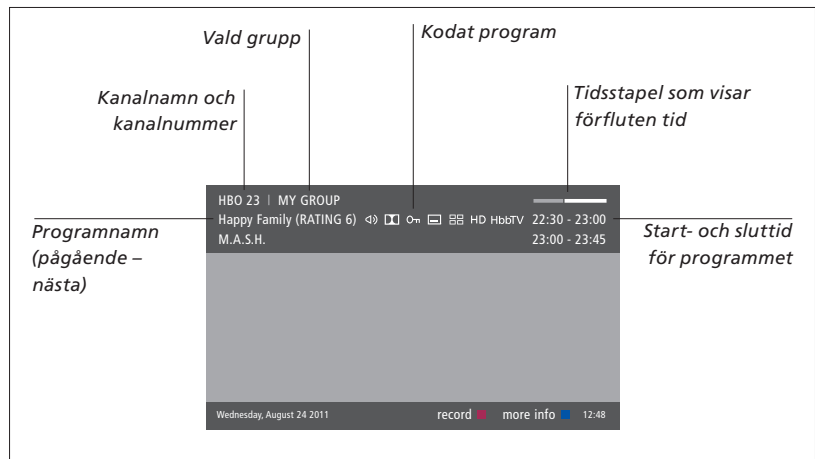 Vald grupp
Kodat program
Kanalnamn och
kanalnummer
Tidsstapel som visar
förfluten tid
HBO 23 | MY GROUP
Happy Family (RATING 6) HD HbbTV 22:30 - 23:00
M.A.S.H. 23:00 - 23:45
Programnamn
(pågående –
nästa)
Start- och sluttid
för programmet
Wednesday, August 24 2011 record more info 12:48